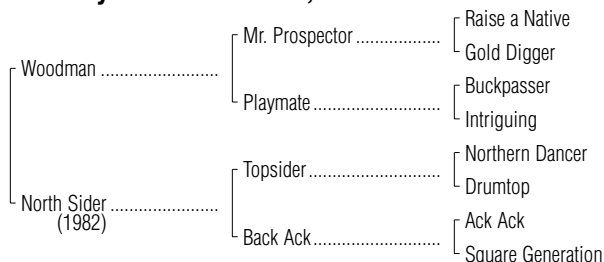 Raise a Native
Mr. Prospector ....................
Gold Digger
Woodman ............................
Buckpasser
Playmate ...............................
Intriguing
Northern Dancer
Topsider ................................
Drumtop
North Sider ..........................
(1982)
Ack Ack
Back Ack ..............................
Square Generation